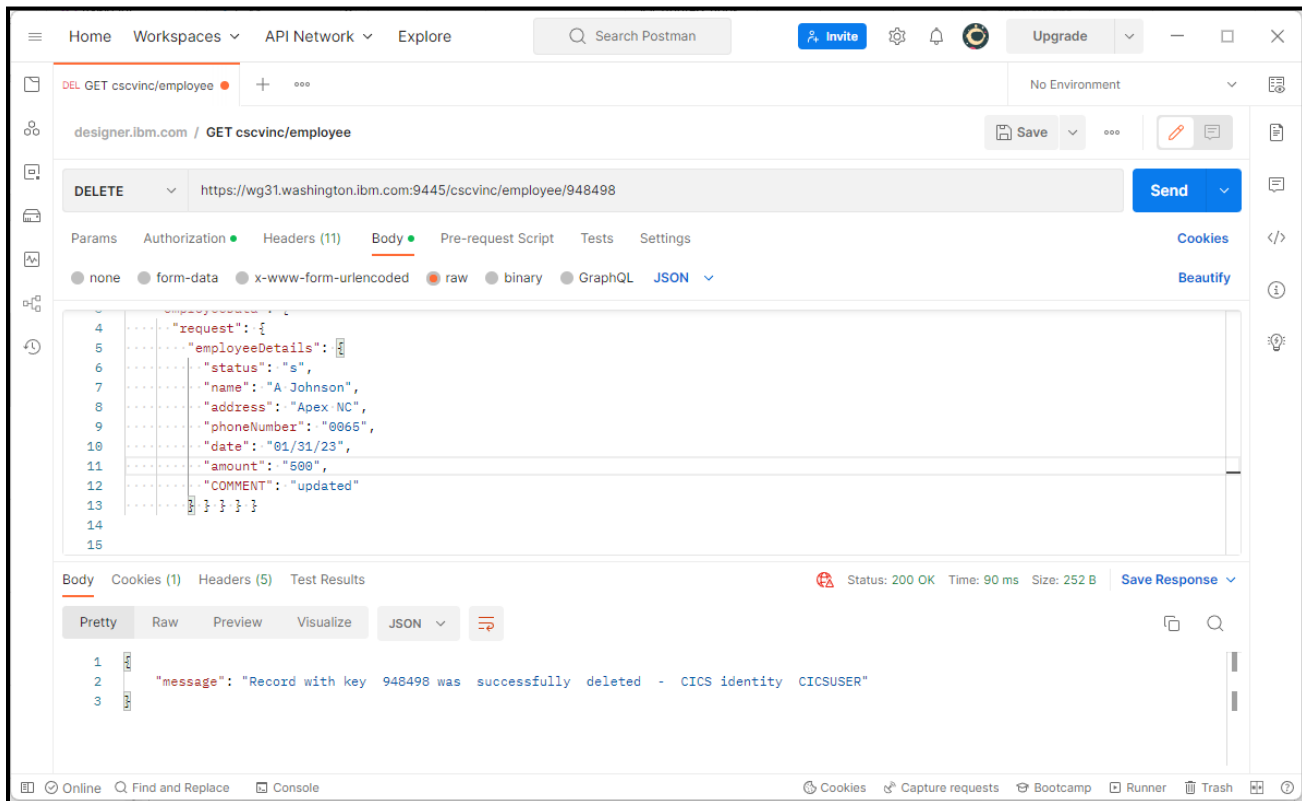 Home Workspaces API Network Explore Search Postman Invite Upgrade
DEL GET cscvinc/employee No Environment
designer.ibm.com / GET cscvinc/employee Save
DELETE https://wg31.washington.ibm.com:9445/cscvinc/employee/948498 Send
Params Authorization Headers (11) Body Pre-request Script Tests Settings Cookies
none form-data x-www-form-urlencoded raw binary GraphQL JSON Beautify
4 "request": {
5 "employeeDetails": {
6 "status": "s",
7 "name": "A Johnson",
8 "address": "Apex NC",
9 "phoneNumber": "0065",
10 "date": "01/31/23",
11 "amount": "500",
12 "COMMENT": "updated"
13 } } } } }
14
15
Body Cookies (1) Headers (5) Test Results Status: 200 OK Time: 90 ms Size: 252 B Save Response
Pretty Raw Preview Visualize JSON
1 {
2 "message": "Record with key 948498 was successfully deleted - CICS identity CICSUSER"
3 }
Online Find and Replace Console Cookies Capture requests Bootcamp Runner Trash